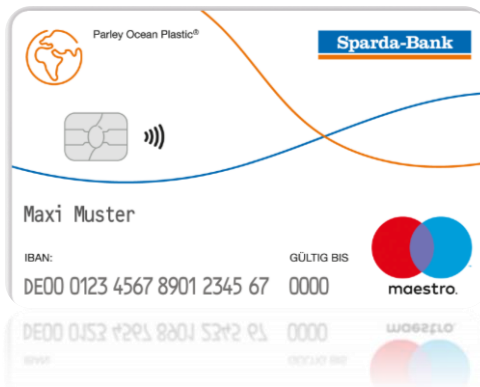 Parley Ocean Plastic®
Sparda-Bank
Maxi Muster
IBAN:
GÜLTIG BIS
DE00 0123 4567 8901 2345 67
0000
maestro.